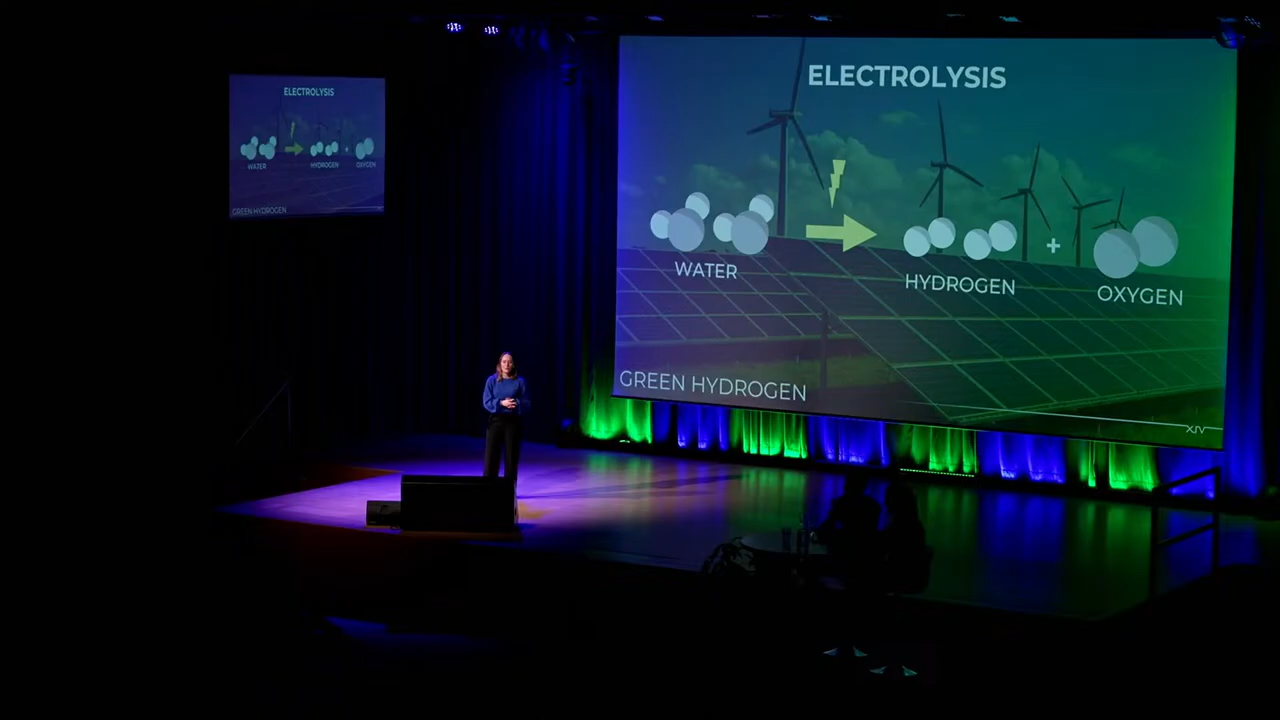 ELECTROLYSIS
WATER
HYDROGEN
+
OXYGEN
GREEN HYDROGEN
ELECTROLYSIS
WATER
HYDROGEN
+
OXYGEN
GREEN HYDROGEN